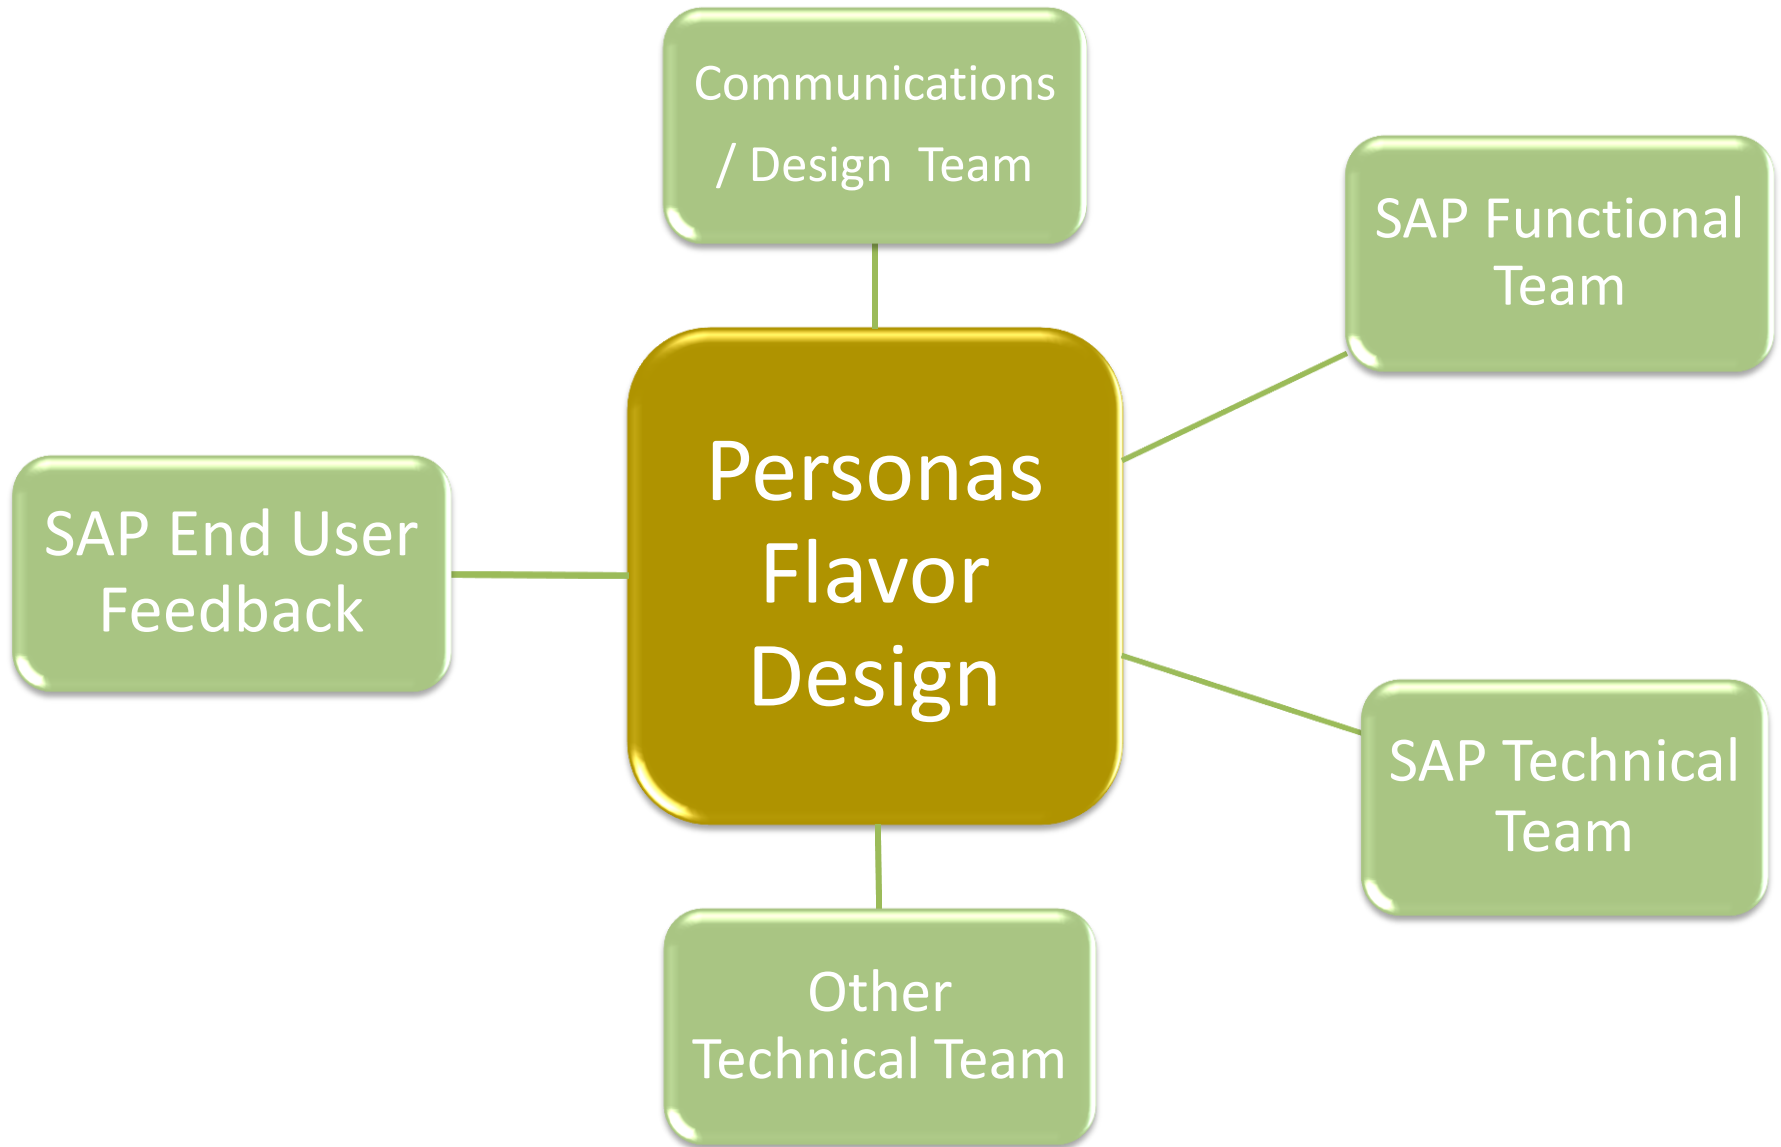 Communications
/ Design  Team
SAP Functional
Team
Personas
Flavor
Design
SAP End User
Feedback
SAP Technical
Team
Other
Technical Team